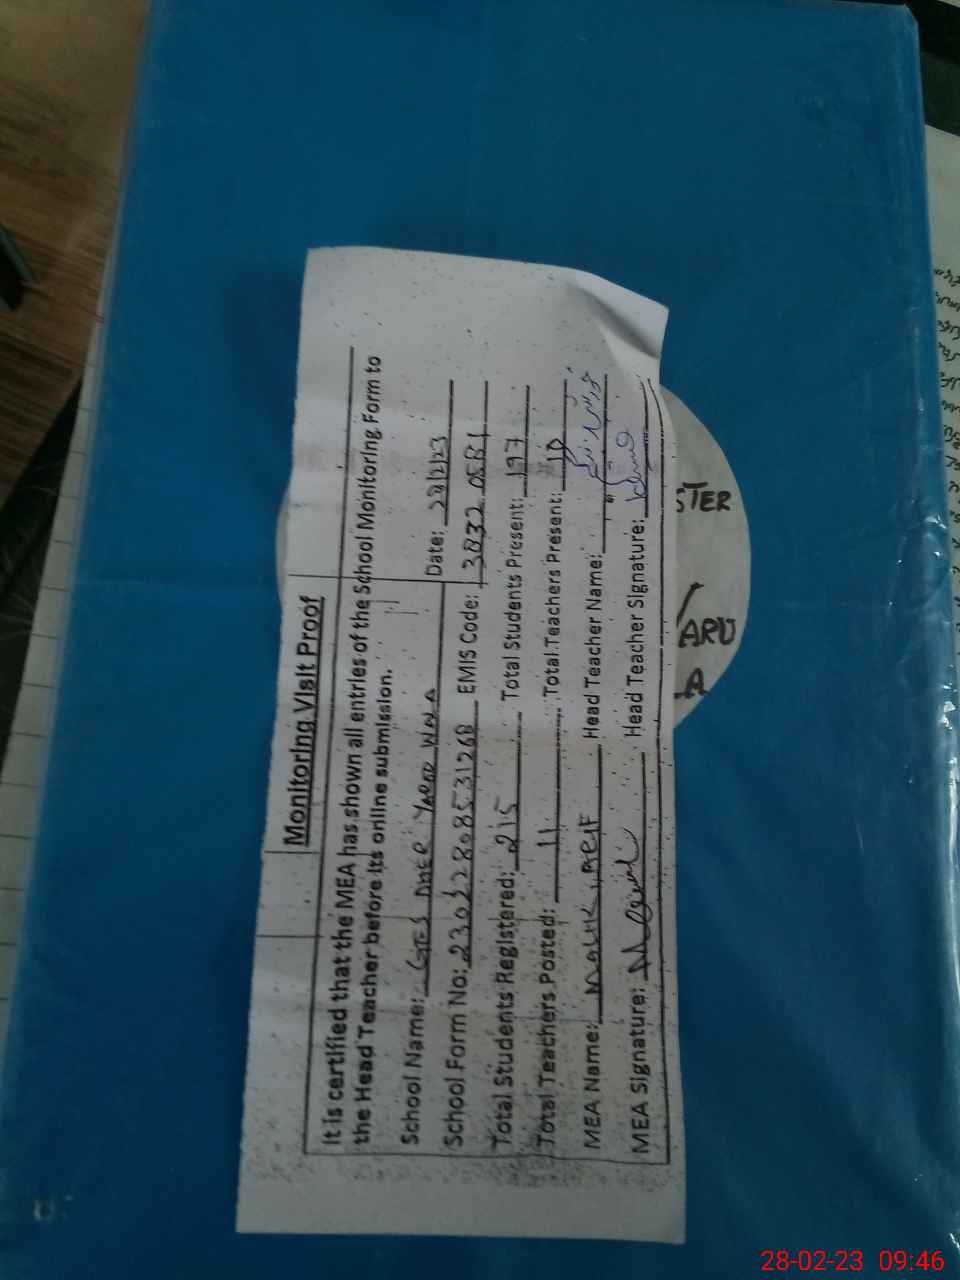 Monitoring Visit Proof
It is certified that the MEA has shown all entries of the School Monitoring Form to
the Head Teacher before its online submission.
School Name: GGES DHER Date: 28/2/23
School Form No: 230322808531268 EMIS Code: 3832 0581
Total Students Registered: 215 Total Students Present: 197
Total Teachers Posted: 11 Total Teachers Present: 10
MEA Name: MALIK ARIF Head Teacher Name:
MEA Signature: Head Teacher Signature:
STER
ARU
LA
28-02-23 09:46